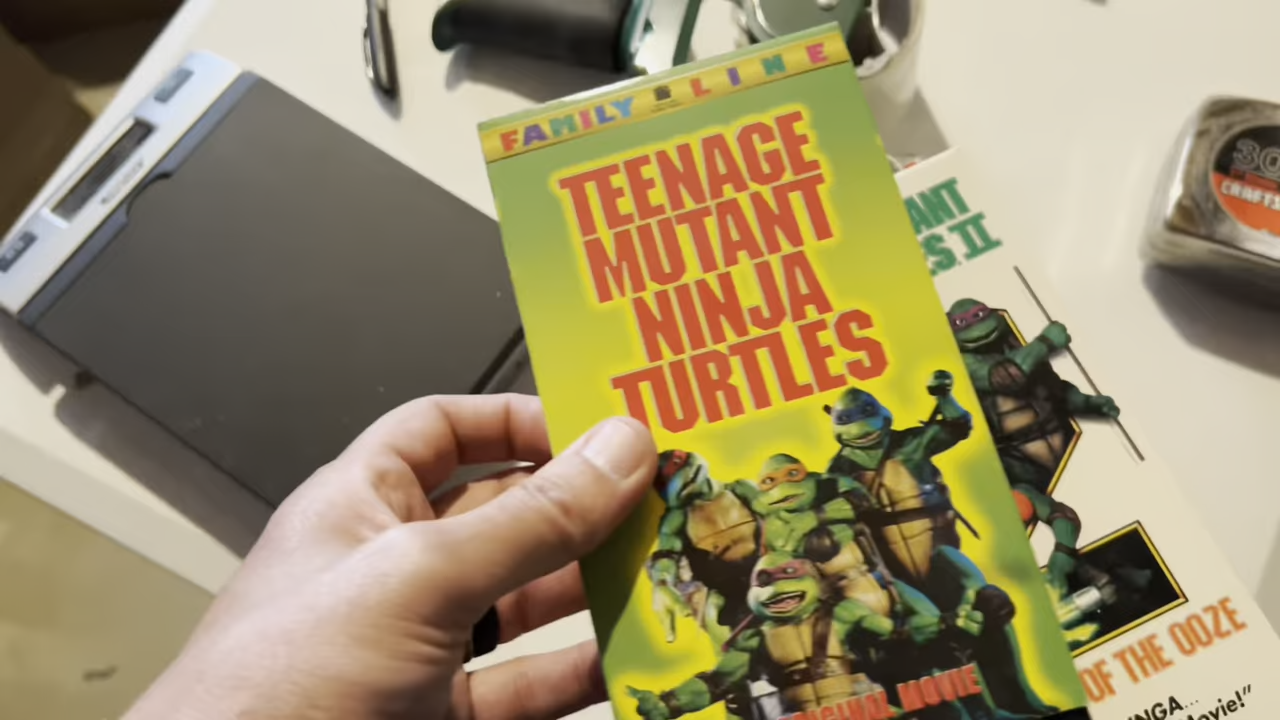 FAMILY LINE
TEENAGE
MUTANT
NINJA
TURTLES
ORIGINAL MOVIE
ANT
S II
OF THE OOZE
NGA...
ovie!"
30
CRAFTS